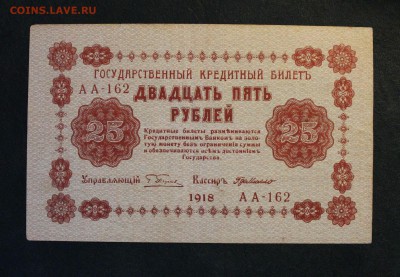 COINS.ЛАVE.RU
ГОСУДАРСТВЕННЫЙ КРЕДИТНЫЙ БИЛЕТЪ
АА-162
ДВАДЦАТЬ ПЯТЬ
РУБЛЕЙ
25 25
Кредитные билеты размѣниваются
Государственнымъ Банкомъ на золо-
тую монету безъ ограниченія суммы
и обезпечиваются всѣмъ достояніемъ
Государства.
Управляющій Кассиръ
1918 АА-162